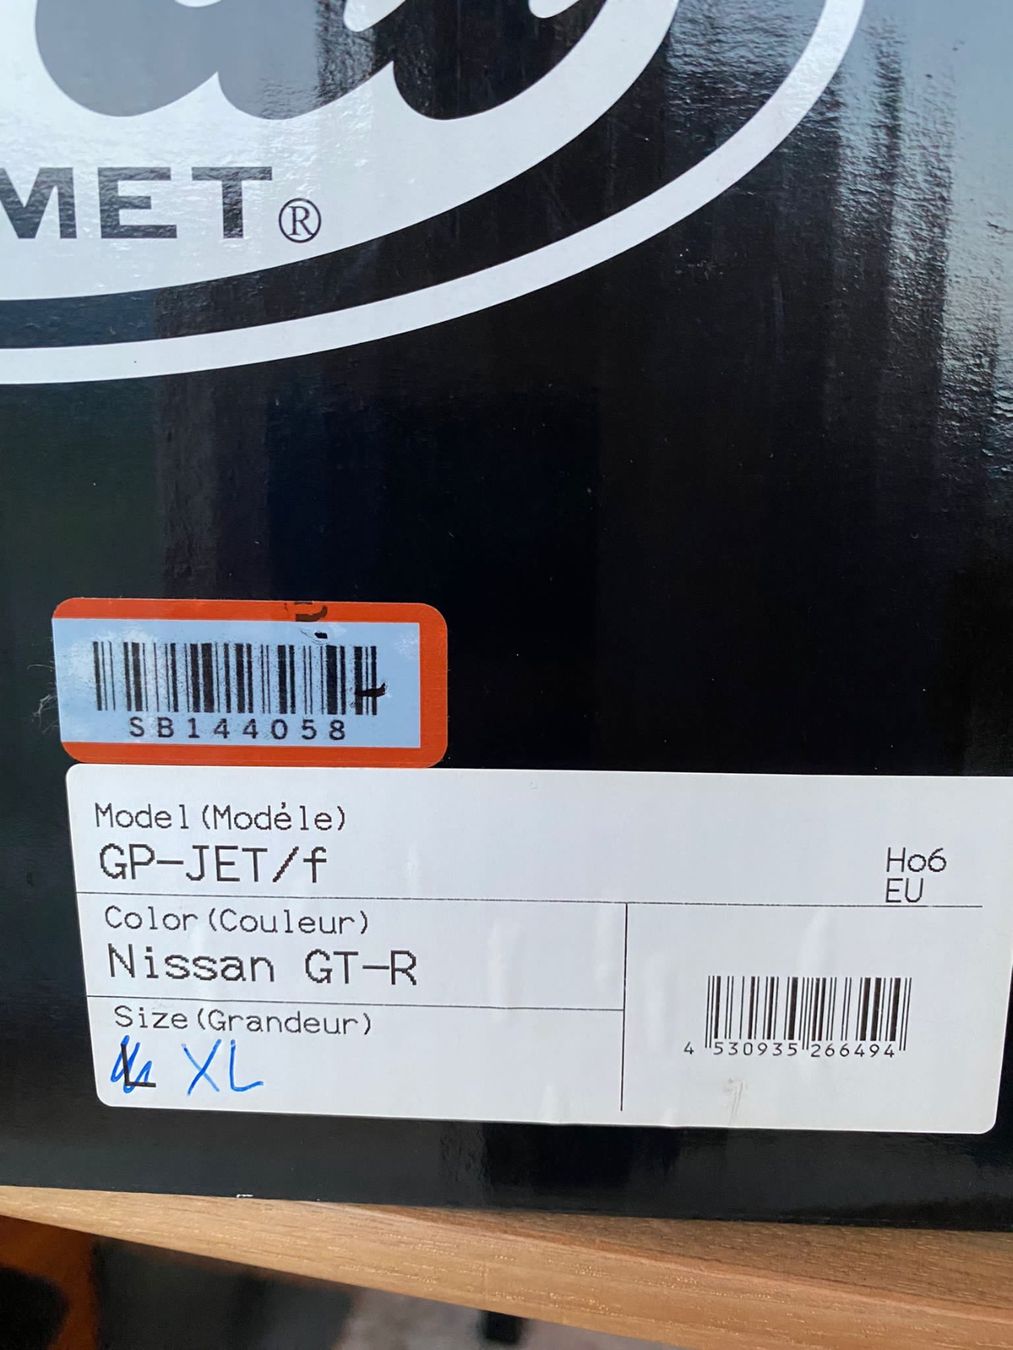 MET®
SB144058
Model(Modéle)
GP-JET/f
Ho6
EU
Color(Couleur)
Nissan GT-R
Size(Grandeur)
L XL
4 530935 266494